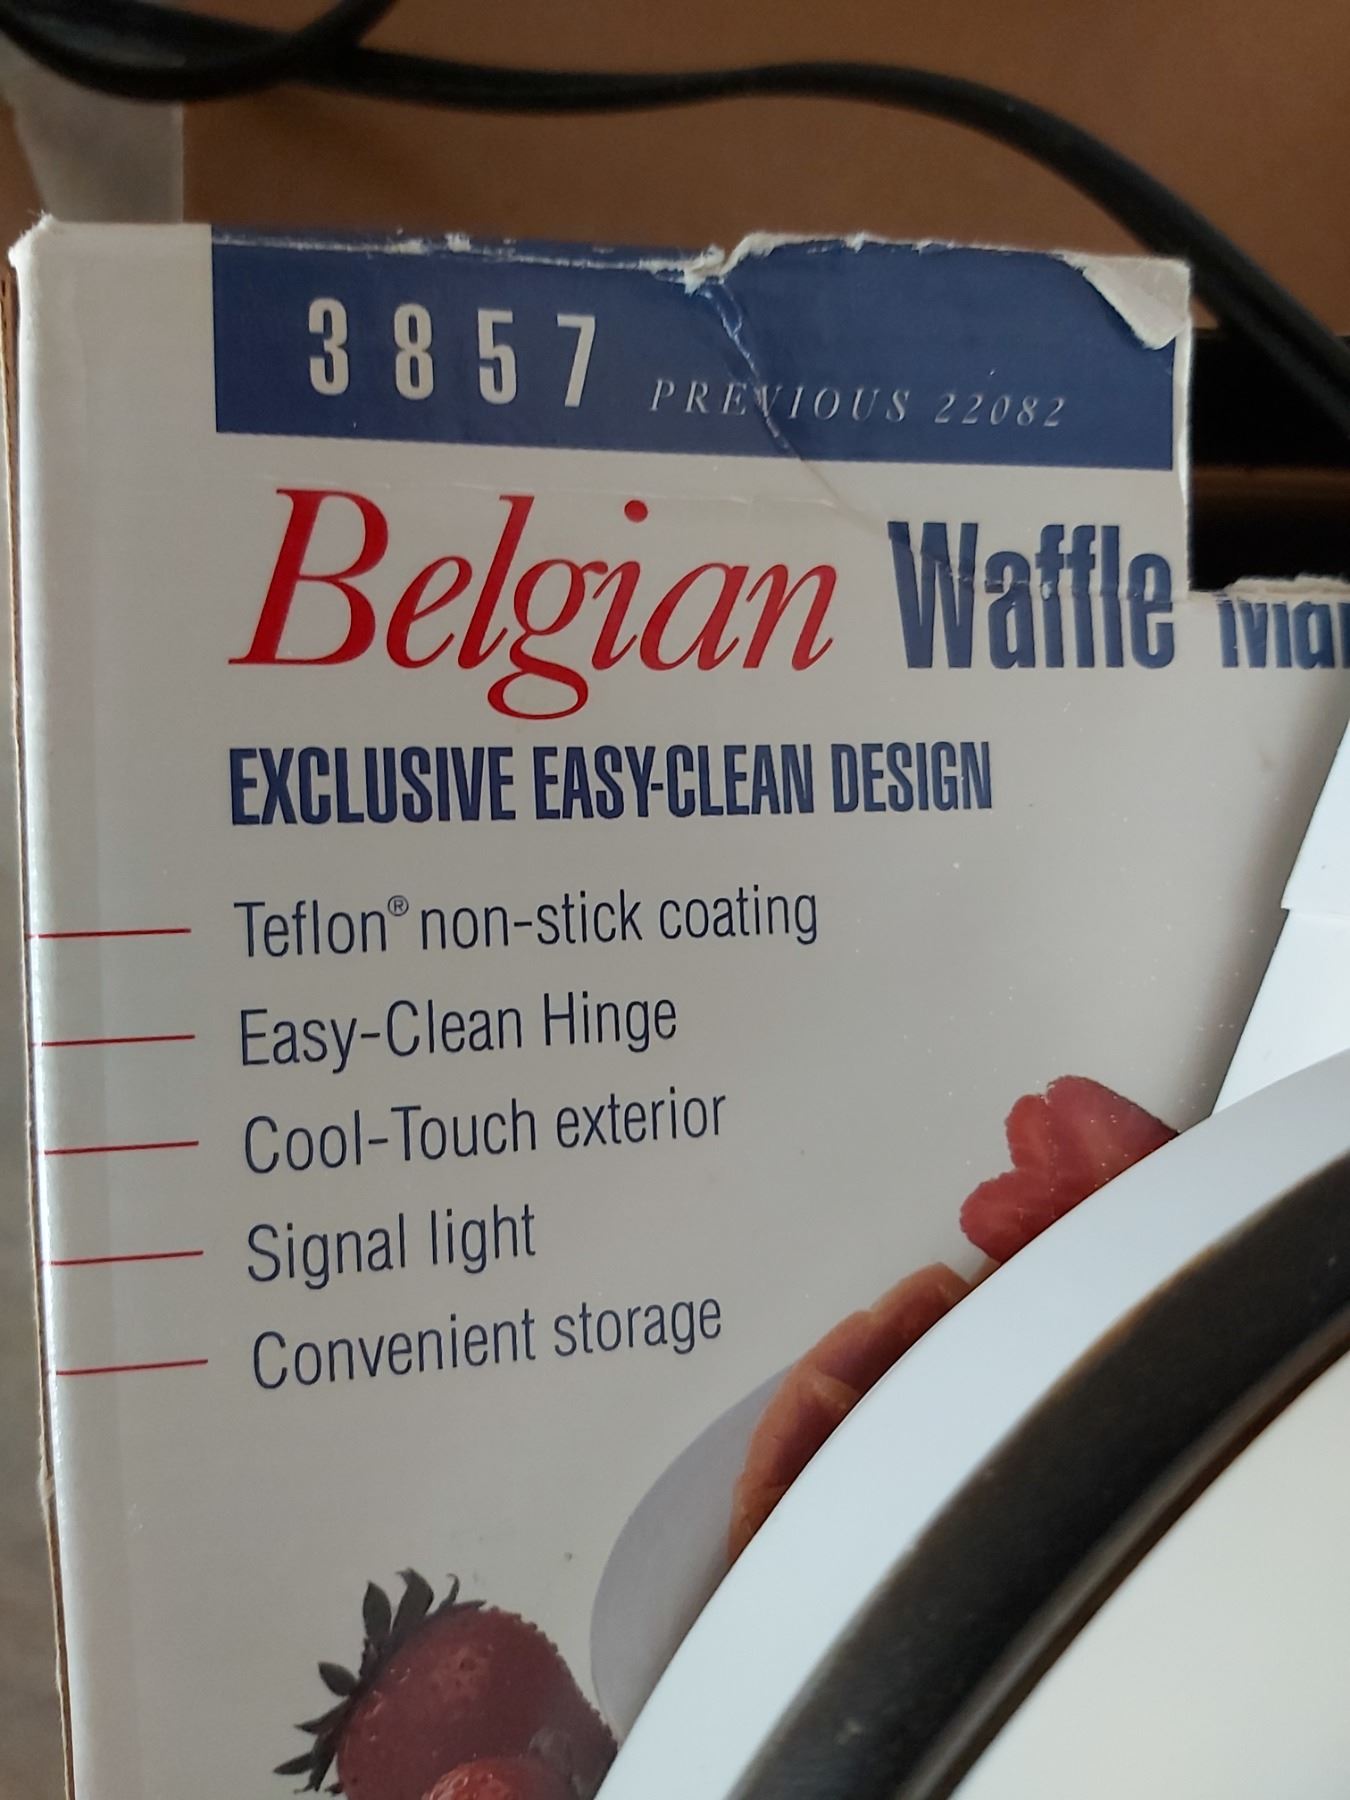 3857 PREVIOUS 22082
Belgian Waffle
EXCLUSIVE EASY-CLEAN DESIGN
Teflon® non-stick coating
Easy-Clean Hinge
Cool-Touch exterior
Signal light
Convenient storage